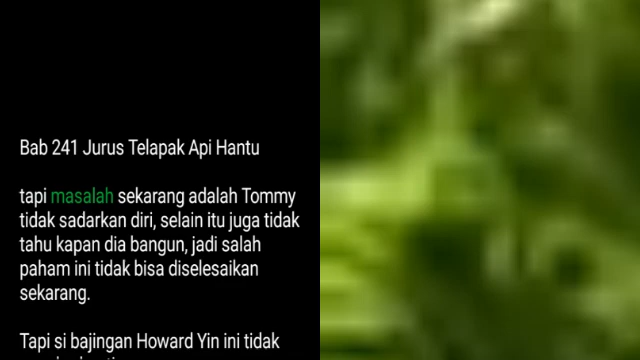 Bab 241 Jurus Telapak Api Hantu
tapi masalah sekarang adalah Tommy
tidak sadarkan diri, selain itu juga tidak
tahu kapan dia bangun, jadi salah
paham ini tidak bisa diselesaikan
sekarang.
Tapi si bajingan Howard Yin ini tidak